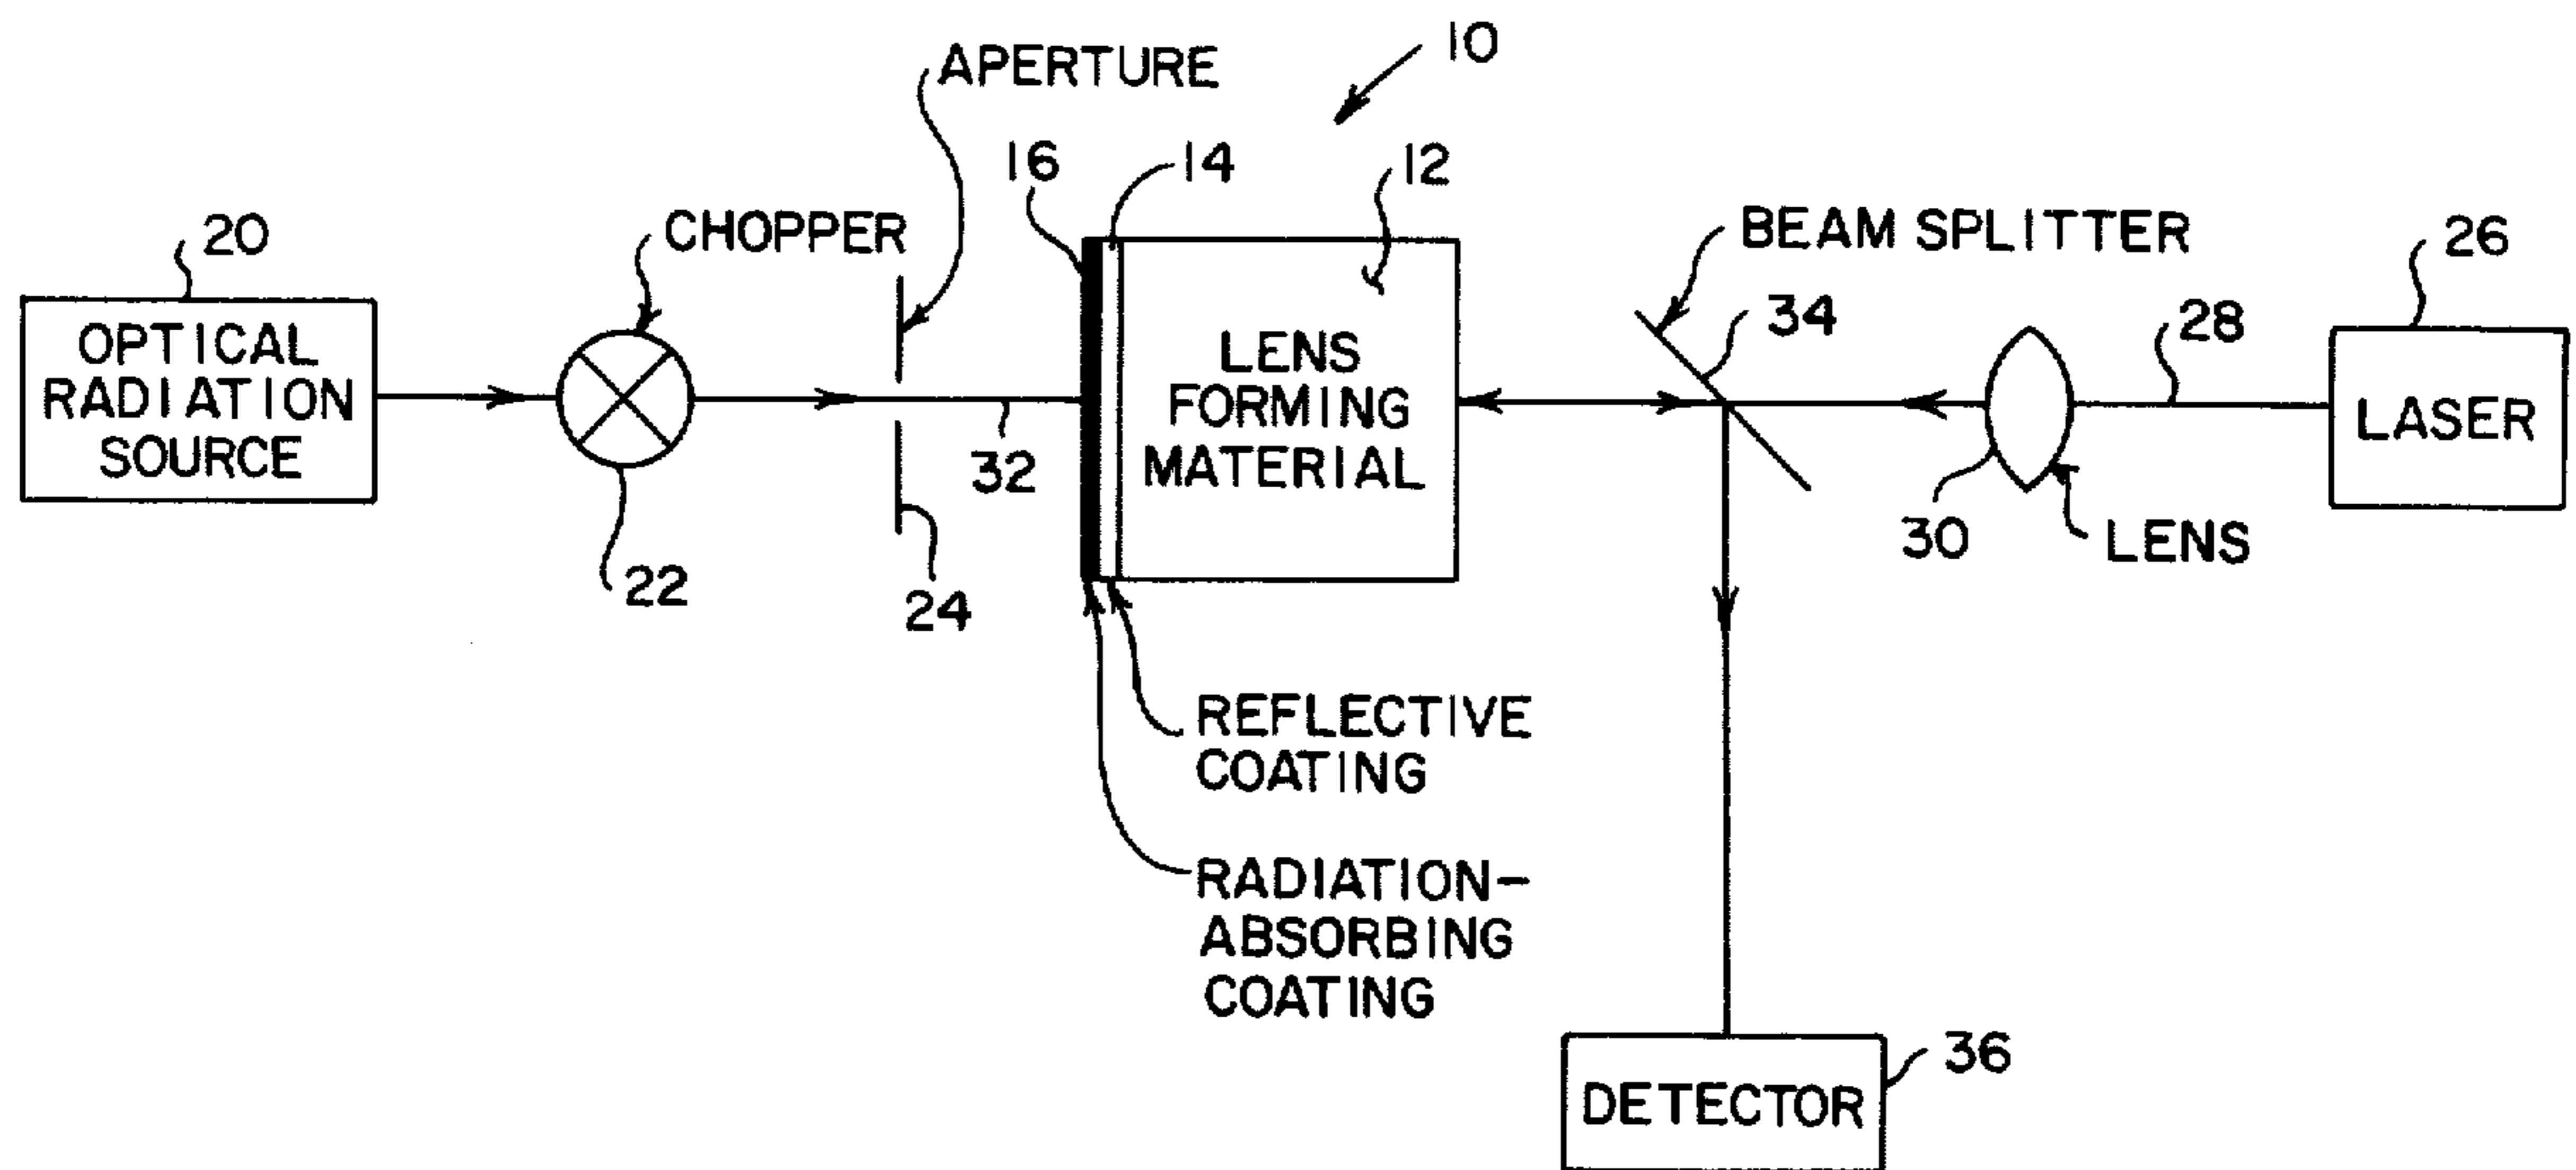 10
APERTURE
16
14
12
20
CHOPPER
BEAM SPLITTER
26
OPTICAL
RADIATION
SOURCE
LENS
FORMING
MATERIAL
34
28
LASER
32
30
LENS
22
24
REFLECTIVE
COATING
RADIATION-
ABSORBING
COATING
36
DETECTOR